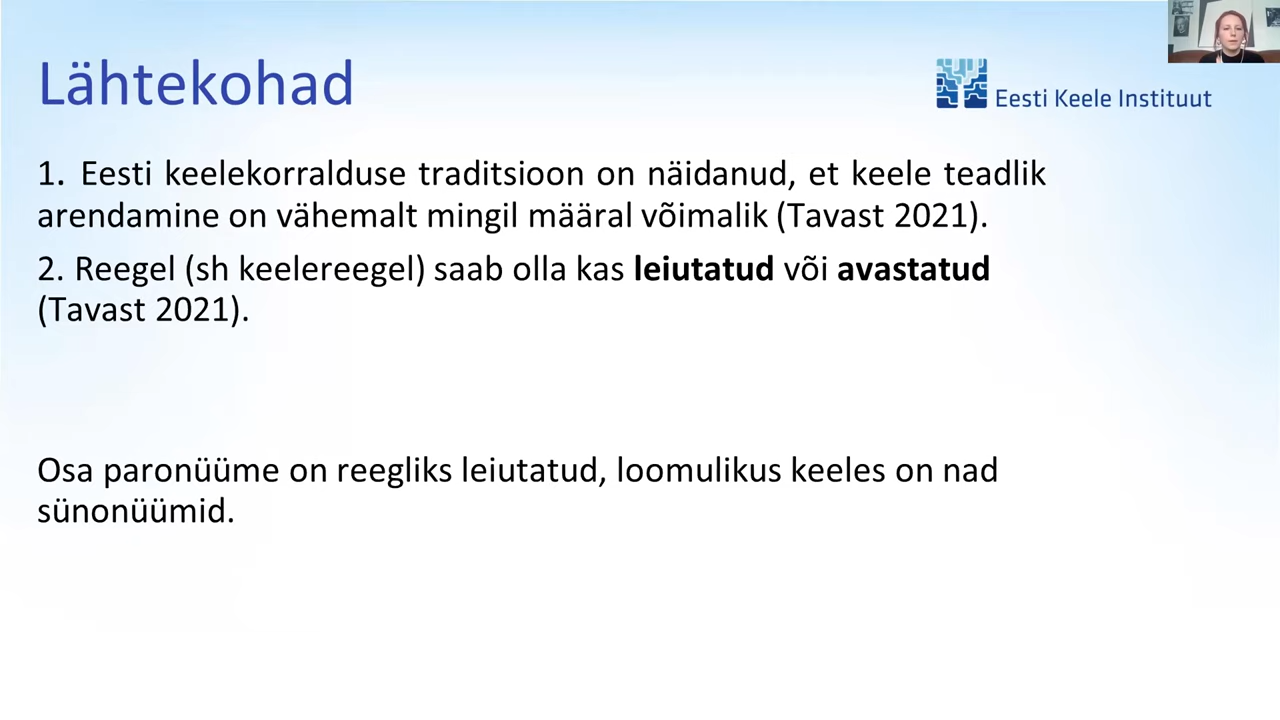 Lähtekohad
Eesti Keele Instituut
1. Eesti keelekorralduse traditsioon on näidanud, et keele teadlik
arendamine on vähemalt mingil määral võimalik (Tavast 2021).
2. Reegel (sh keelereegel) saab olla kas leiutatud või avastatud
(Tavast 2021).
Osa paronüüme on reegliks leiutatud, loomulikus keeles on nad
sünonüümid.